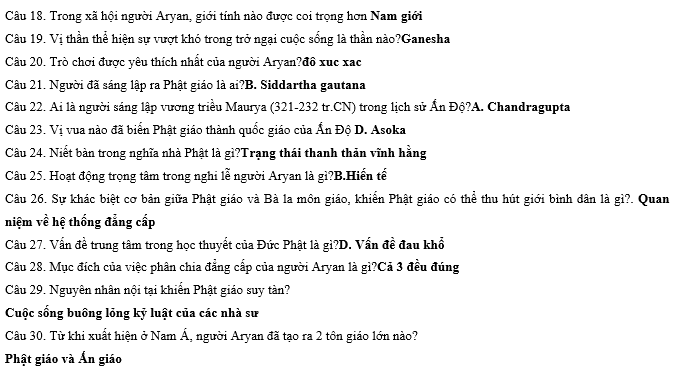 Câu 18. Trong xã hội người Aryan, giới tính nào được coi trọng hơn Nam giới
Câu 19. Vị thần thể hiện sự vượt khó trong trở ngại cuộc sống là thần nào?Ganesha
Câu 20. Trò chơi được yêu thích nhất của người Aryan?đổ xuc xac
Câu 21. Người đã sáng lập ra Phật giáo là ai?B. Siddartha gautana
Câu 22. Ai là người sáng lập vương triều Maurya (321-232 tr.CN) trong lịch sử Ấn Độ?A. Chandragupta
Câu 23. Vị vua nào đã biến Phật giáo thành quốc giáo của Ấn Độ D. Asoka
Câu 24. Niết bàn trong nghĩa nhà Phật là gì?Trạng thái thanh thản vĩnh hằng
Câu 25. Hoạt động trọng tâm trong nghi lễ người Aryan là gì?B.Hiến tế
Câu 26. Sự khác biệt cơ bản giữa Phật giáo và Bà la môn giáo, khiến Phật giáo có thể thu hút giới bình dân là gì?. Quan
niệm về hệ thống đẳng cấp
Câu 27. Vấn đề trung tâm trong học thuyết của Đức Phật là gì?D. Vấn đề đau khổ
Câu 28. Mục đích của việc phân chia đẳng cấp của người Aryan là gì?Cả 3 đều đúng
Câu 29. Nguyên nhân nội tại khiến Phật giáo suy tàn?
Cuộc sống buông lỏng kỷ luật của các nhà sư
Câu 30. Từ khi xuất hiện ở Nam Á, người Aryan đã tạo ra 2 tôn giáo lớn nào?
Phật giáo và Ấn giáo